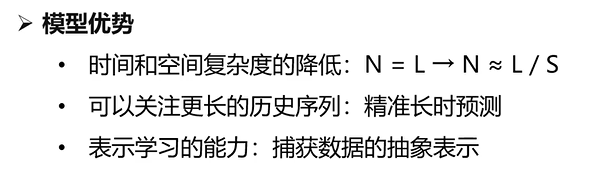 ➢ 模型优势
• 时间和空间复杂度的降低：N = L → N ≈ L / S
• 可以关注更长的历史序列：精准长时预测
• 表示学习的能力：捕获数据的抽象表示